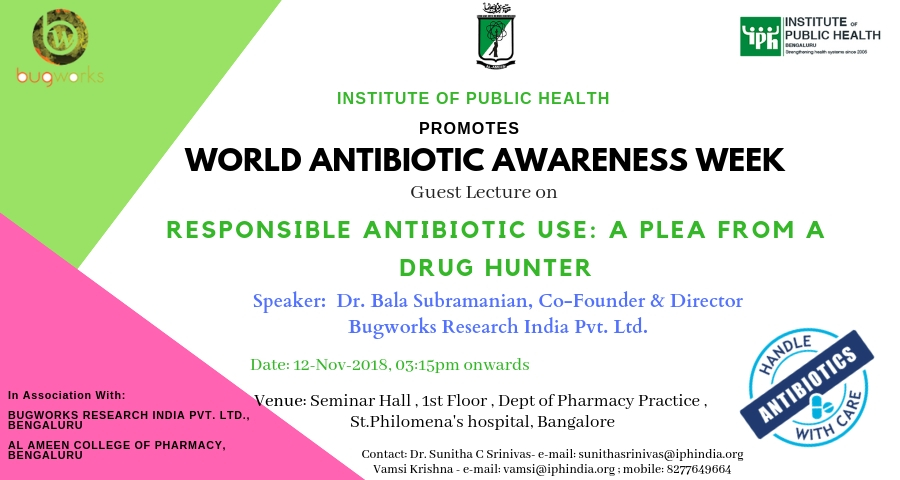 bugworks
INSTITUTE OF
PUBLIC HEALTH
BENGALURU
Strengthening health systems since 2005
iph
INSTITUTE OF PUBLIC HEALTH
PROMOTES
WORLD ANTIBIOTIC AWARENESS WEEK
Guest Lecture on
RESPONSIBLE ANTIBIOTIC USE: A PLEA FROM A
DRUG HUNTER
Speaker: Dr. Bala Subramanian, Co-Founder & Director
Bugworks Research India Pvt. Ltd.
Date: 12-Nov-2018, 03:15pm onwards
Venue: Seminar Hall , 1st Floor , Dept of Pharmacy Practice ,
St.Philomena's hospital, Bangalore
Contact: Dr. Sunitha C Srinivas- e-mail: sunithasrinivas@iphindia.org
Vamsi Krishna - e-mail: vamsi@iphindia.org ; mobile: 8277649664
In Association With:
BUGWORKS RESEARCH INDIA PVT. LTD.,
BENGALURU
AL AMEEN COLLEGE OF PHARMACY,
BENGALURU
HANDLE
ANTIBIOTICS
WITH CARE